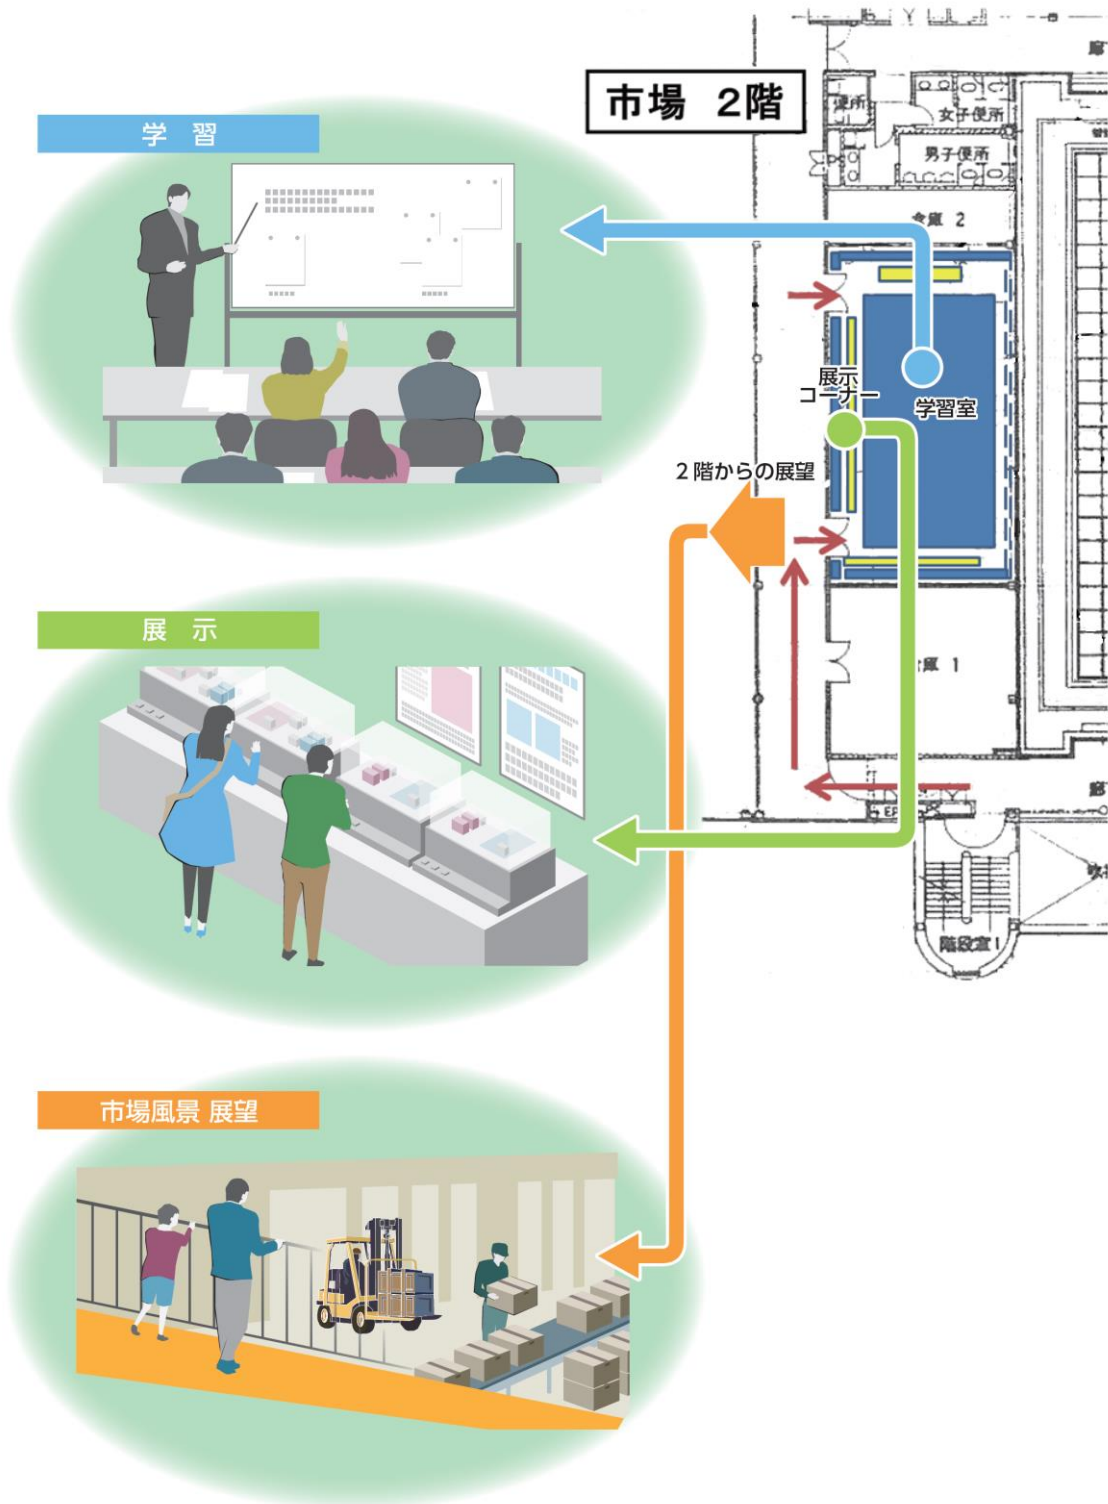 市場 2階
学 習
便所
女子便所
男子便所
倉庫 2
展示
コーナー
学習室
2階からの展望
展 示
庫 1
階段室1
市場風景 展望